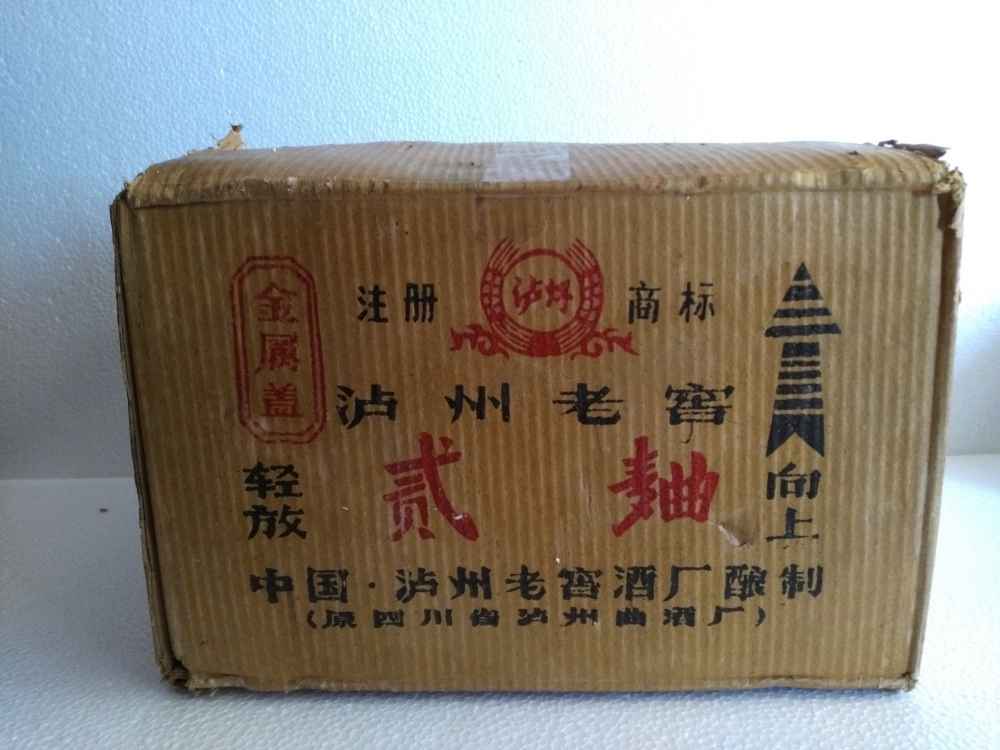 金属盖
注册 泸州 商标
泸州老窖
贰麯
轻放
向上
中国·泸州老窖酒厂酿制
(原四川省泸州曲酒厂)